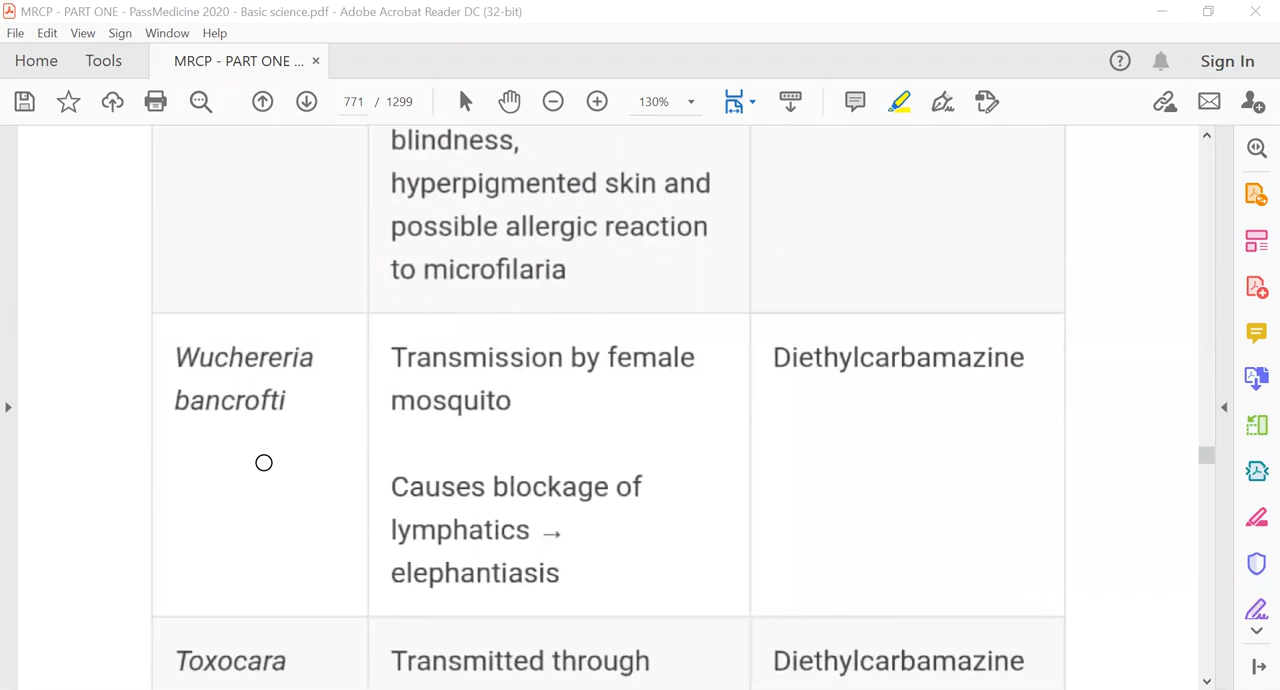 MRCP - PART ONE - PassMedicine 2020 - Basic science.pdf - Adobe Acrobat Reader DC (32-bit)
File Edit View Sign Window Help
Home Tools MRCP - PART ONE ... × Sign In
771 / 1299 130%
blindness,
hyperpigmented skin and
possible allergic reaction
to microfilaria
Wuchereria Transmission by female Diethylcarbamazine
bancrofti mosquito
Causes blockage of
lymphatics →
elephantiasis
Toxocara Transmitted through Diethylcarbamazine